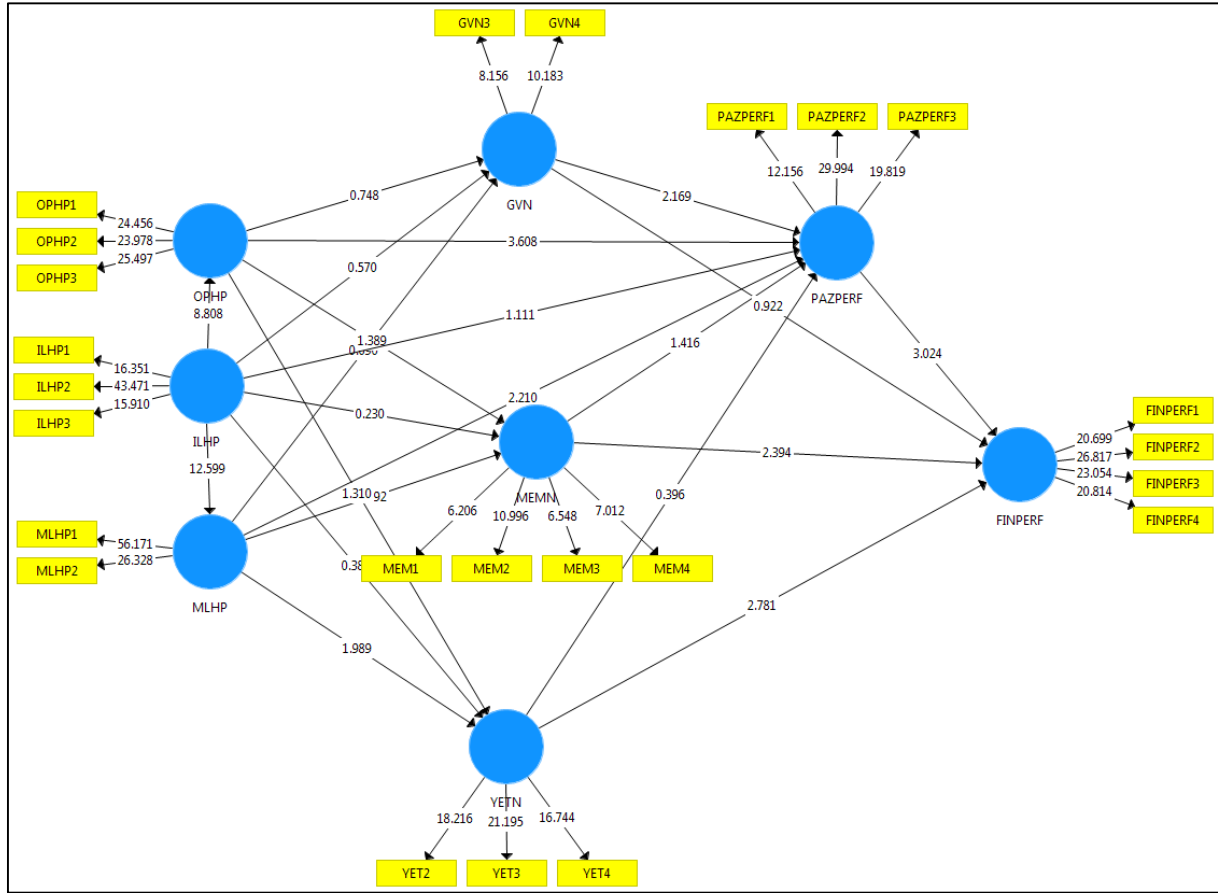 GVN3 GVN4
8.156 10.183
PAZPERF1 PAZPERF2 PAZPERF3
12.156 29.994 19.819
GVN
0.748 2.169
OPHP1 24.456
OPHP2 23.978
OPHP3 25.497
OPHP
3.608
0.570
PAZPERF
8.808
0.922
1.111
1.389
1.416
3.024
ILHP1 16.351
ILHP2 43.471
ILHP3 15.910
ILHP
2.210
0.230
12.599
MEMN
2.394
FINPERF1 20.699
FINPERF2 26.817
FINPERF3 23.054
FINPERF4 20.814
FINPERF
1.310
0.396
6.206 10.996 6.548 7.012
MEM1 MEM2 MEM3 MEM4
MLHP1 56.171
MLHP2 26.328
MLHP
2.781
1.989
YETN
18.216 21.195 16.744
YET2 YET3 YET4